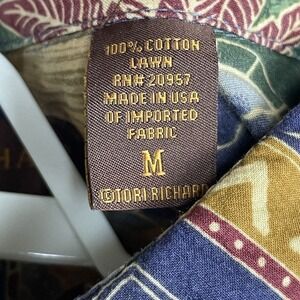 100% COTTON
LAWN
RN# 20957
MADE IN USA
OF IMPORTED
FABRIC
M
©TORI RICHARD